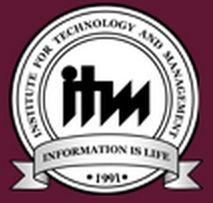 INSTITUTE FOR TECHNOLOGY AND MANAGEMENT
itm
INFORMATION IS LIFE
• 1991 •